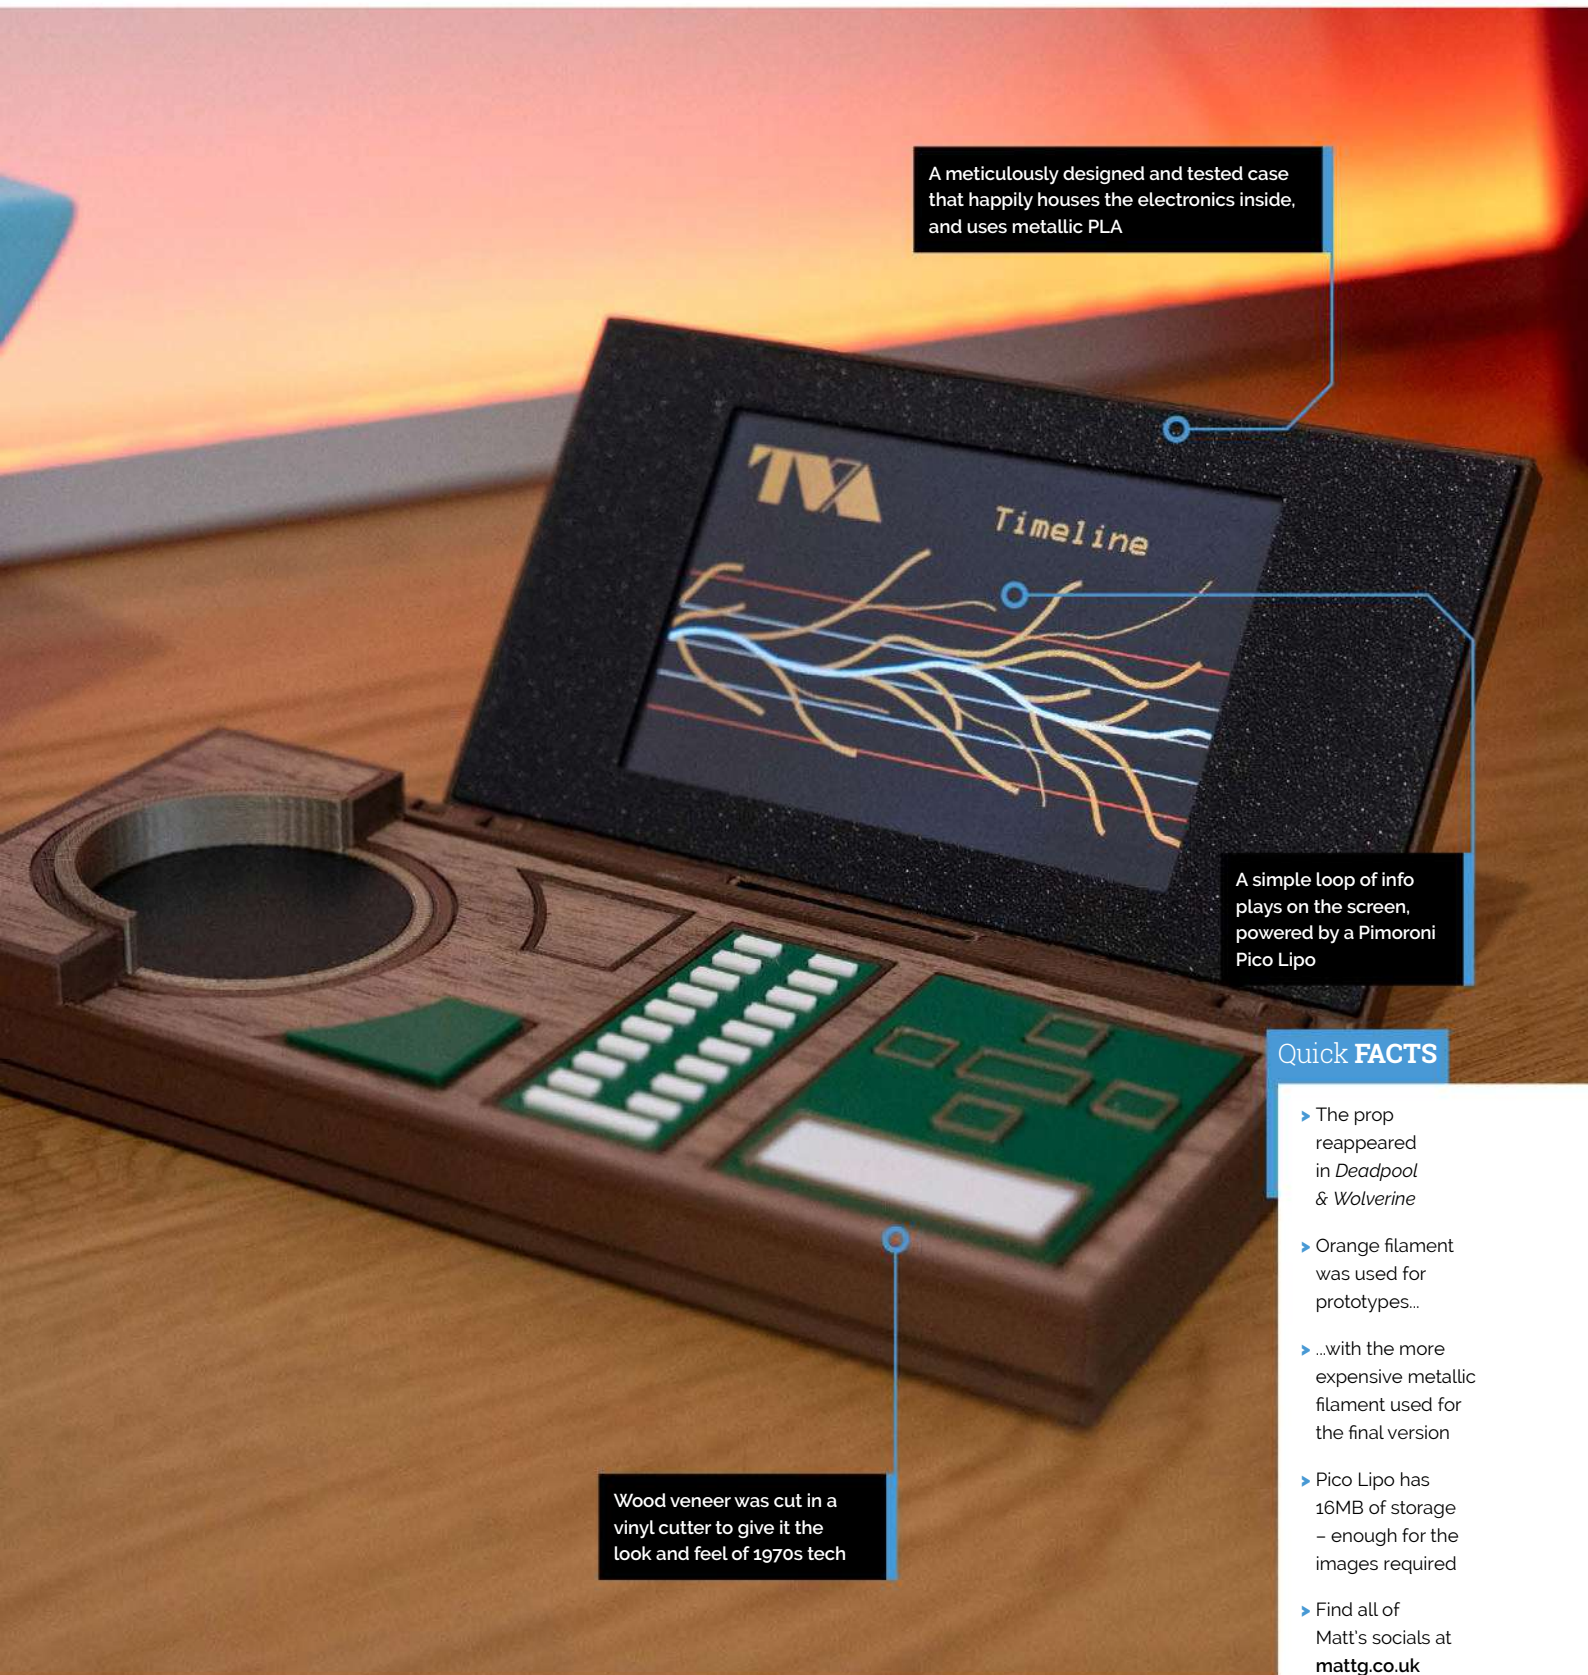 A meticulously designed and tested case
that happily houses the electronics inside,
and uses metallic PLA
TVA
Timeline
A simple loop of info
plays on the screen,
powered by a Pimoroni
Pico Lipo
Quick FACTS
> The prop
reappeared
in Deadpool
& Wolverine
> Orange filament
was used for
prototypes...
> ...with the more
expensive metallic
filament used for
the final version
> Pico Lipo has
16MB of storage
– enough for the
images required
> Find all of
Matt's socials at
mattg.co.uk
Wood veneer was cut in a
vinyl cutter to give it the
look and feel of 1970s tech